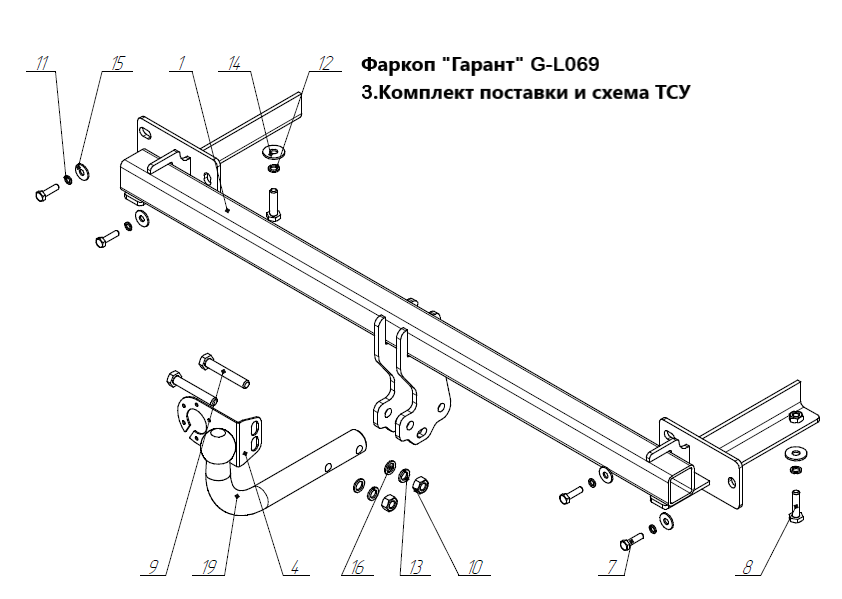 11 15 1 14 12
Фаркоп "Гарант" G-L069
3.Комплект поставки и схема ТСУ
9 19 4 16 13 10 7 8